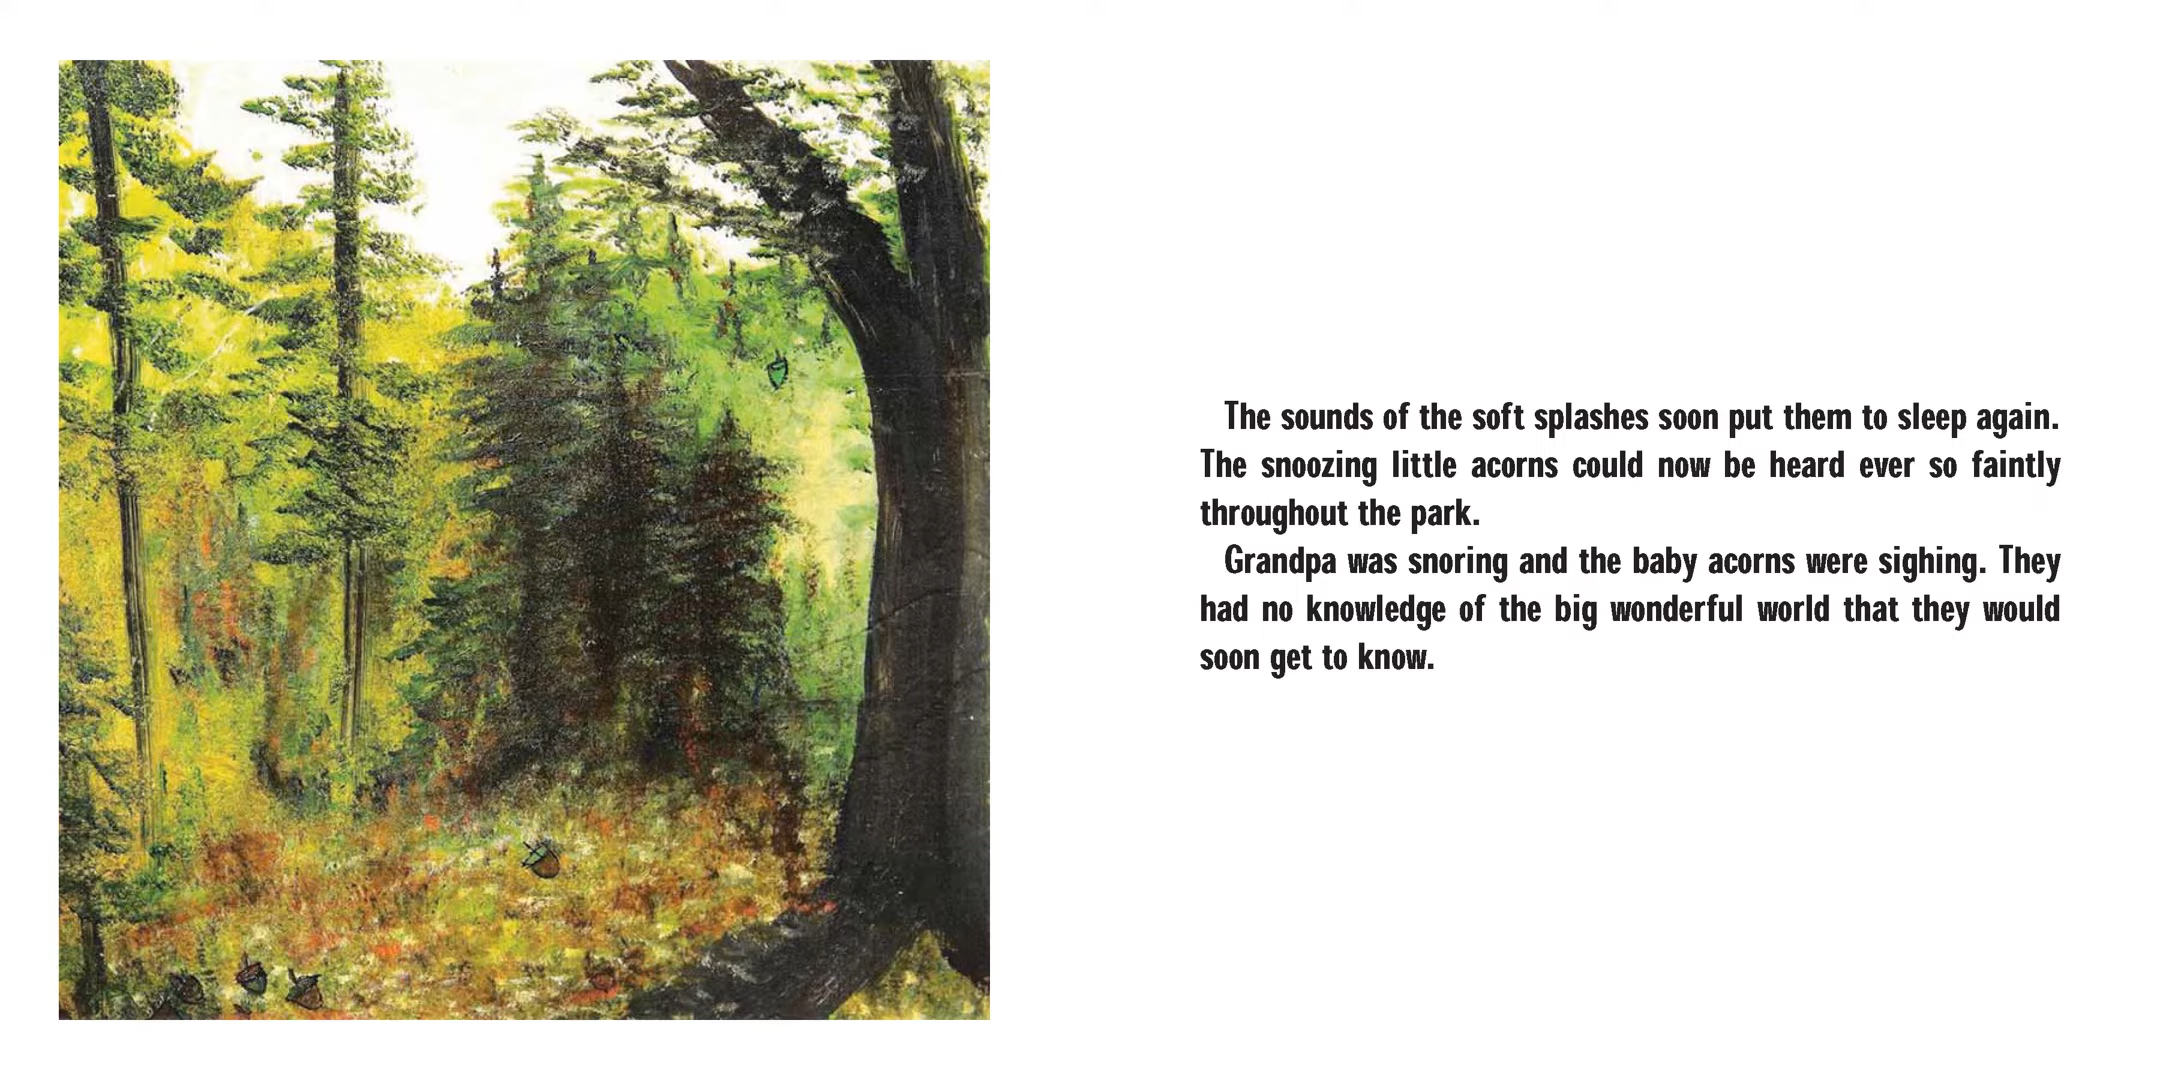 The sounds of the soft splashes soon put them to sleep again.
The snoozing little acorns could now be heard ever so faintly
throughout the park.
Grandpa was snoring and the baby acorns were sighing. They
had no knowledge of the big wonderful world that they would
soon get to know.